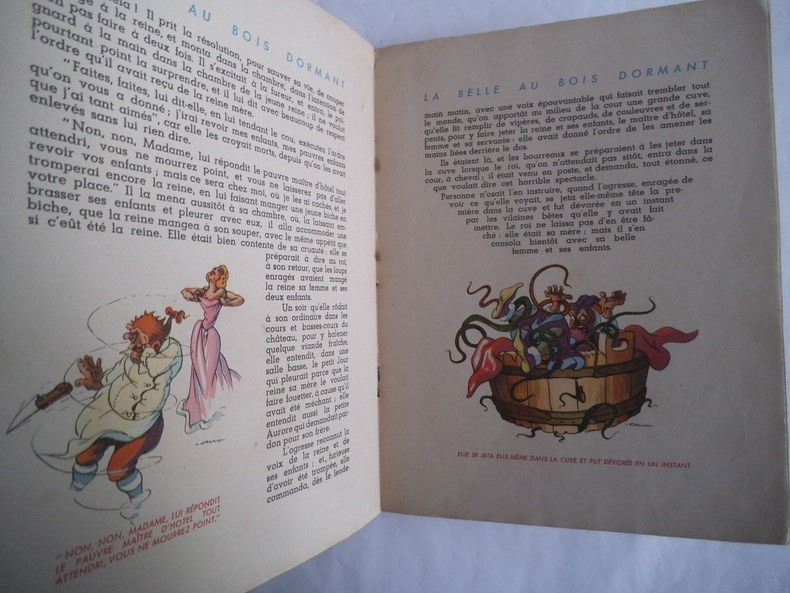 AU BOIS DORMANT
cela ! Il prit la résolution, pour sauver sa vie, de couper
à la reine, et monta dans la chambre, dans l'intention de
n'en pas faire à deux fois. Il s'excitait à la fureur, et entra, le poi-
gnard à la main dans la chambre de la jeune reine : il ne voulut
pourtant point la surprendre, et il lui dit avec beaucoup de respect
l'ordre qu'il avait reçu de la reine mère.
"Faites, faites, lui dit-elle, en lui tendant le cou, exécutez l'ordre
qu'on vous a donné ; j'irai revoir mes enfants, mes pauvres enfants
que j'ai tant aimés", car elle les croyait morts, depuis qu'on les avait
enlevés sans lui rien dire.
"Non, non, Madame, lui répondit le pauvre maître d'hôtel tout
attendri, vous ne mourrez point, et vous ne laisserez pas d'aller
revoir vos enfants ; mais ce sera chez moi, où je les ai cachés, et je
tromperai encore la reine, en lui faisant manger une jeune biche en
votre place." Il la mena aussitôt à sa chambre, où, la laissant em-
brasser ses enfants et pleurer avec eux, il alla accommoder une
biche, que la reine mangea à son souper, avec le même appétit que
si c'eût été la reine. Elle était bien contente de sa cruauté : elle se
préparait à dire au roi,
à son retour, que les loups
enragés avaient mangé
la reine sa femme et ses
deux enfants.
Un soir qu'elle rôdait
à son ordinaire dans les
cours et basses-cours du
château, pour y halener
quelque viande fraîche,
elle entendit, dans une
salle basse, le petit Jour
qui pleurait parce que la
reine sa mère le voulait
faire fouetter, à cause qu'il
avait été méchant ; elle
entendit aussi la petite
Aurore qui demandait par-
don pour son frère.
L'ogresse reconnut la
voix de la reine et de
ses enfants ; et, furieuse
d'avoir été trompée, elle
commanda, dès le lende-
"NON, NON, MADAME, LUI RÉPONDIT
LE PAUVRE MAÎTRE D'HOTEL TOUT
ATTENDRI, VOUS NE MOURREZ POINT."
LA BELLE AU BOIS DORMANT
main matin, avec une voix épouvantable qui faisait trembler tout
le monde, qu'on apportât au milieu de la cour une grande cuve,
qu'elle fit remplir de vipères, de crapauds, de couleuvres et de ser-
pents, pour y faire jeter la reine et ses enfants, le maître d'hôtel, sa
femme et sa servante : elle avait donné l'ordre de les amener les
mains liées derrière le dos.
Ils étaient là, et les bourreaux se préparaient à les jeter dans
la cuve lorsque le roi, qu'on n'attendait pas sitôt, entra dans la
cour, à cheval ; il était venu en poste, et demanda, tout étonné, ce
que voulait dire cet horrible spectacle.
Personne n'osait l'en instruire, quand l'ogresse, enragée de
voir ce qu'elle voyait, se jeta elle-même tête la pre-
mière dans la cuve et fut dévorée en un instant
par les vilaines bêtes qu'elle y avait fait
mettre. Le roi ne laissa pas d'en être fâ-
ché : elle était sa mère ; mais il s'en
consola bientôt avec sa belle
femme et ses enfants.
ELLE SE JETA ELLE-MÊME DANS LA CUVE ET FUT DÉVORÉE EN UN INSTANT